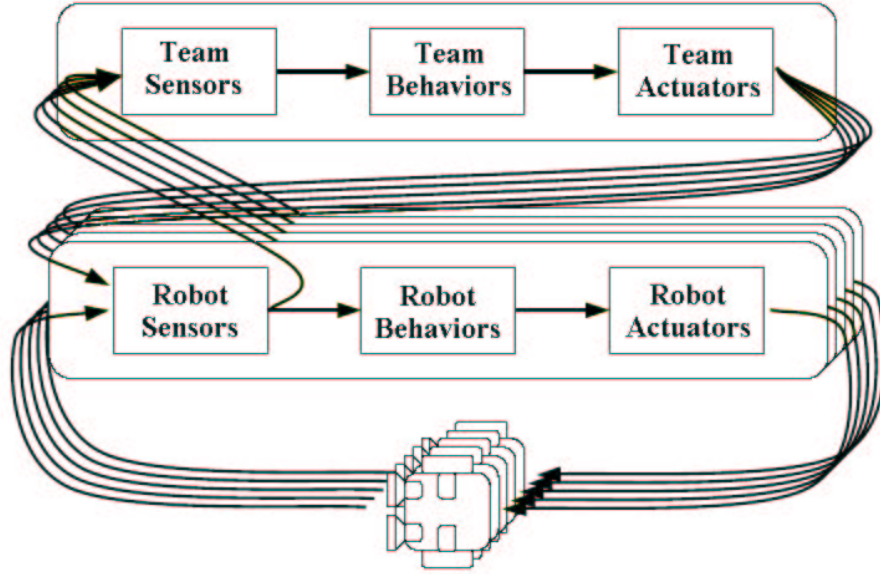 Team
Sensors
Team
Behaviors
Team
Actuators
Robot
Sensors
Robot
Behaviors
Robot
Actuators